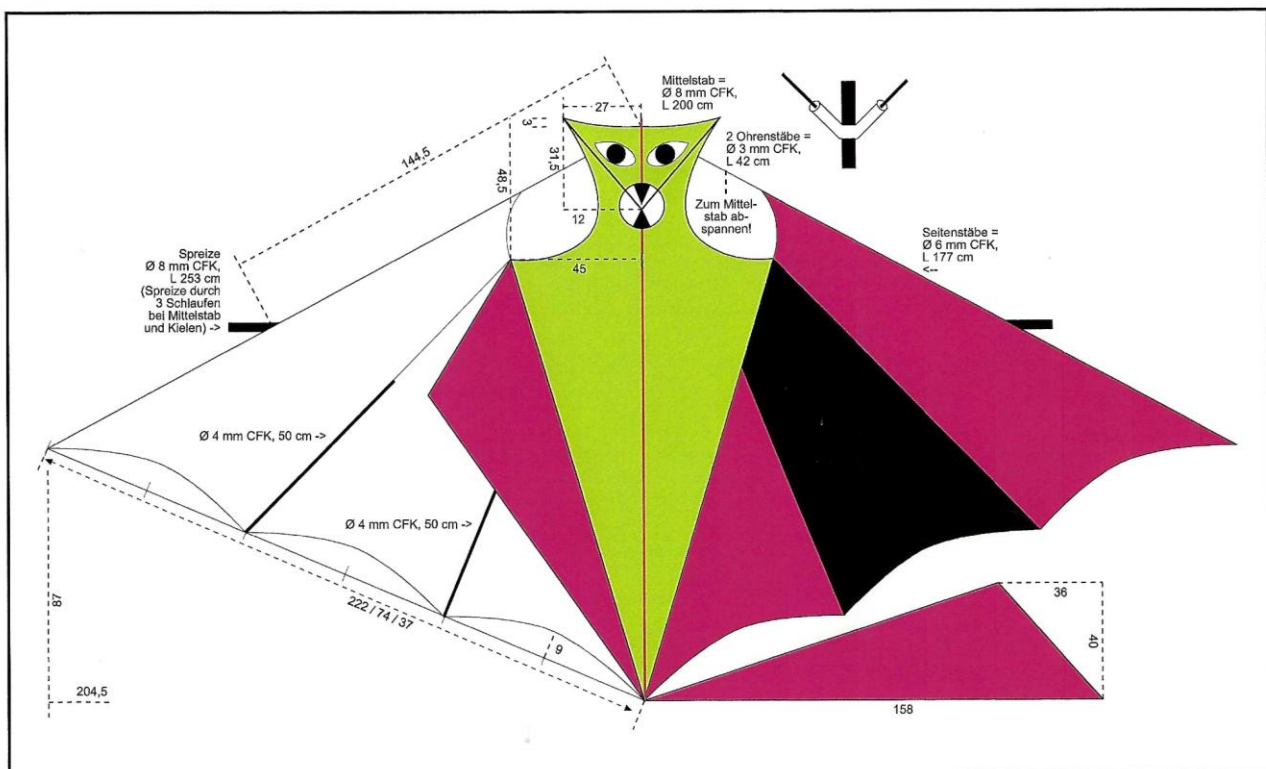 Mittelstab =
Ø 8 mm CFK,
L 200 cm
27
3
2 Ohrenstäbe =
Ø 3 mm CFK,
L 42 cm
144,5
31,5
48,5
Zum Mittel-
stab ab-
spannen!
12
Seitenstäbe =
Ø 6 mm CFK,
L 177 cm
<--
Spreize
Ø 8 mm CFK,
L 253 cm
(Spreize durch
3 Schlaufen
bei Mittelstab
und Kielen) ->
45
Ø 4 mm CFK, 50 cm ->
Ø 4 mm CFK, 50 cm ->
87
222 / 74 / 37
9
36
40
204,5
158